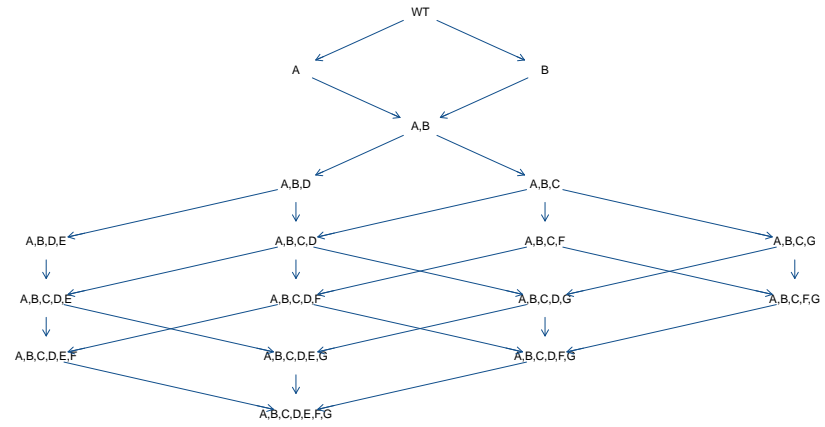 WT
A
B
A,B
A,B,D
A,B,C
A,B,D,E
A,B,C,D
A,B,C,F
A,B,C,G
A,B,C,D,E
A,B,C,D,F
A,B,C,D,G
A,B,C,F,G
A,B,C,D,E,F
A,B,C,D,E,G
A,B,C,D,F,G
A,B,C,D,E,F,G